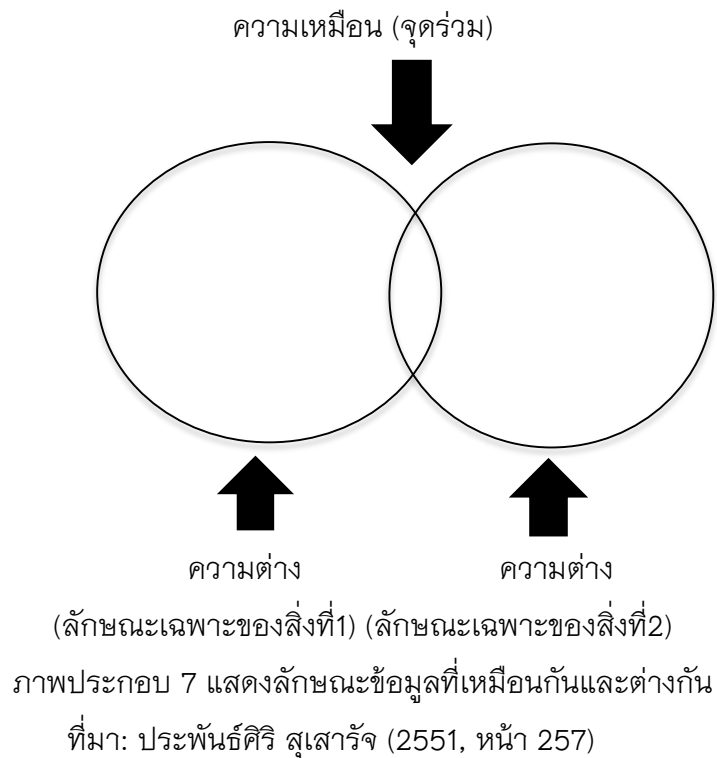 ความเหมือน (จุดร่วม)
ความต่าง ความต่าง
(ลักษณะเฉพาะของสิ่งที่1) (ลักษณะเฉพาะของสิ่งที่2)
ภาพประกอบ 7 แสดงลักษณะข้อมูลที่เหมือนกันและต่างกัน
ที่มา: ประพันธ์ศิริ สุเสารัจ (2551, หน้า 257)